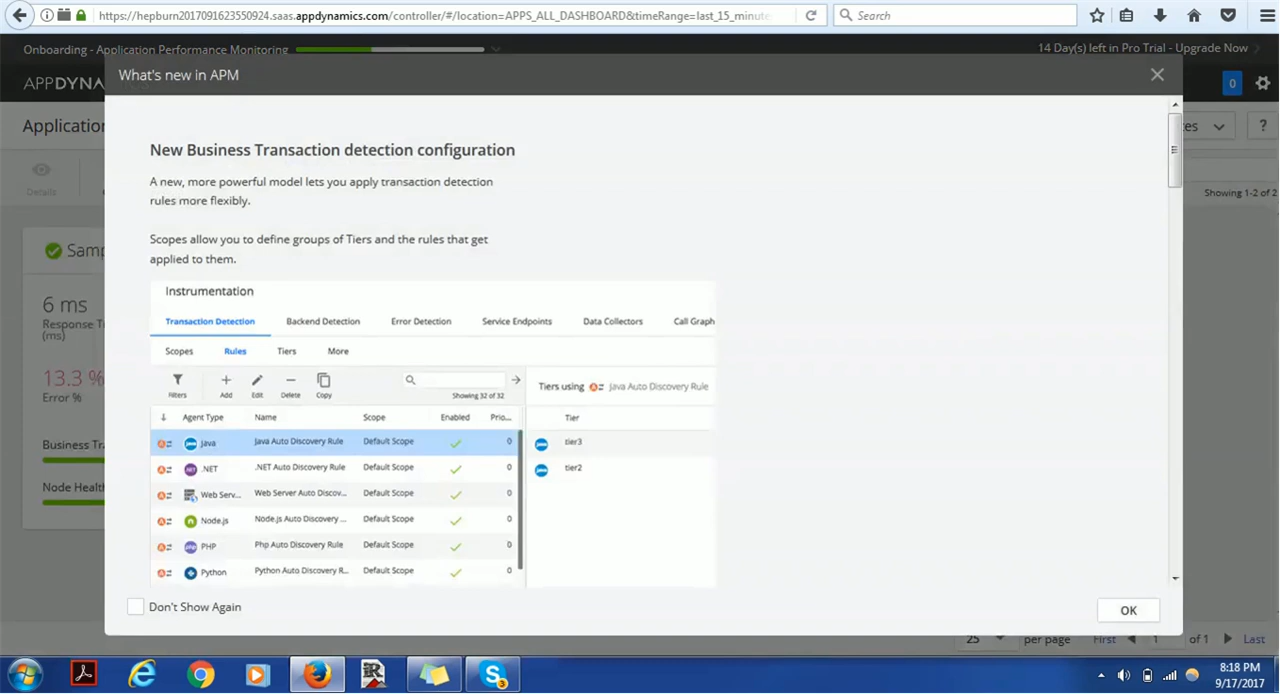 https://hepburn2017091623550924.saas.appdynamics.com/controller/#/location=APPS_ALL_DASHBOARD&timeRange=last_15_minute
Search
Onboarding - Application Performance Monitoring
14 Day(s) left in Pro Trial - Upgrade Now
APPDYNA
0
What's new in APM
Application
?
Details
Showing 1-2 of 2
New Business Transaction detection configuration
A new, more powerful model lets you apply transaction detection
rules more flexibly.
Scopes allow you to define groups of Tiers and the rules that get
applied to them.
Samp
6 ms
Response Ti
(ms)
13.3 %
Error %
Business Tra
Node Health
Instrumentation
Transaction Detection Backend Detection Error Detection Service Endpoints Data Collectors Call Graph
Scopes Rules Tiers More
Filters Add Edit Delete Copy
Showing 32 of 32
Tiers using Java Auto Discovery Rule
Agent Type Name Scope Enabled Prio... Tier
Java Java Auto Discovery Rule Default Scope 0 tier3
.NET .NET Auto Discovery Rule Default Scope 0 tier2
Web Serv... Web Server Auto Discov... Default Scope 0
Node.js Node.js Auto Discovery ... Default Scope 0
PHP Php Auto Discovery Rule Default Scope 0
Python Python Auto Discovery R... Default Scope 0
Don't Show Again
OK
25 per page First 1 of 1 Last
8:18 PM
9/17/2017